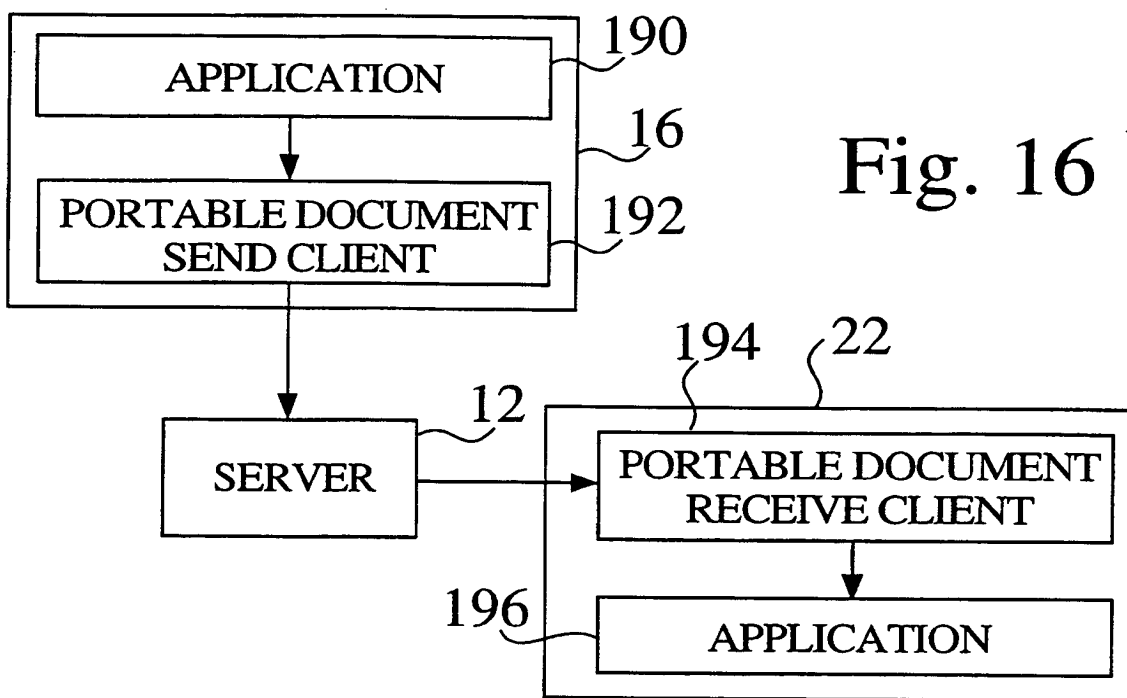 190
APPLICATION
16
Fig. 16
PORTABLE DOCUMENT
SEND CLIENT
192
12
SERVER
194
22
PORTABLE DOCUMENT
RECEIVE CLIENT
196
APPLICATION